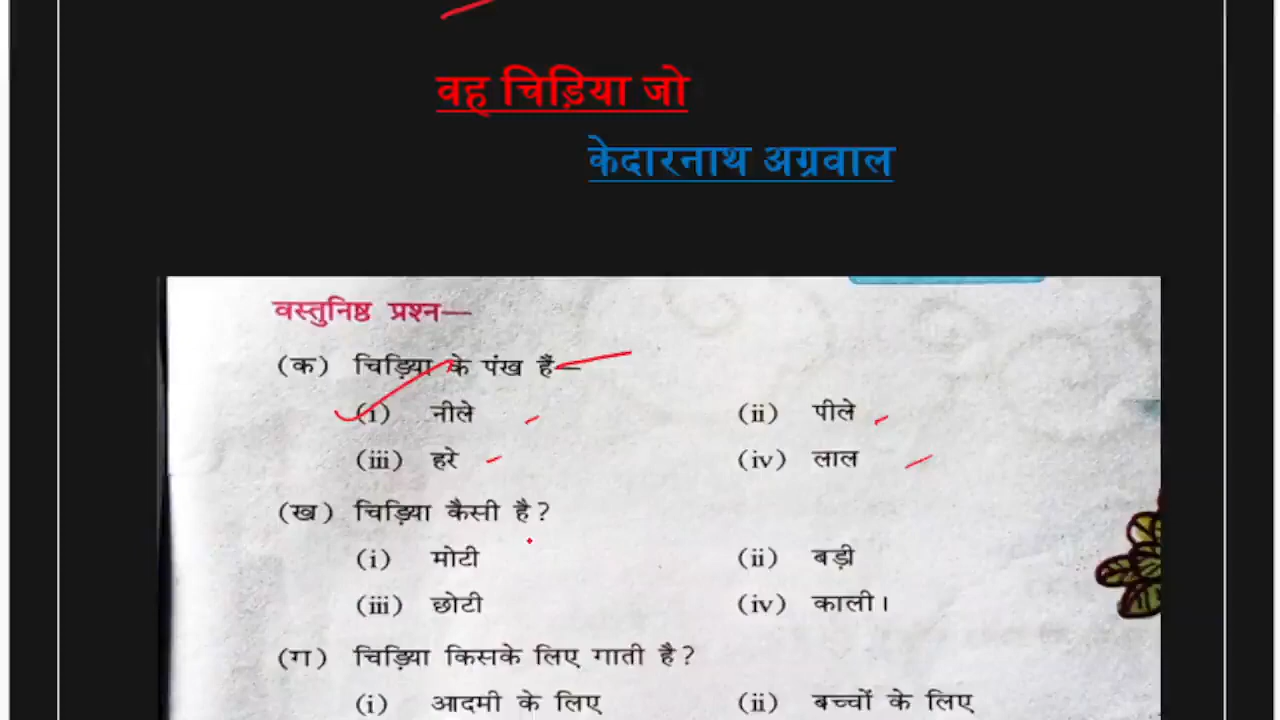 वह चिड़िया जो
केदारनाथ अग्रवाल
वस्तुनिष्ठ प्रश्न—
(क) चिड़िया के पंख हैं—
(i) नीले (ii) पीले
(iii) हरे (iv) लाल
(ख) चिड़िया कैसी है?
(i) मोटी (ii) बड़ी
(iii) छोटी (iv) काली।
(ग) चिड़िया किसके लिए गाती है?
(i) आदमी के लिए (ii) बच्चों के लिए